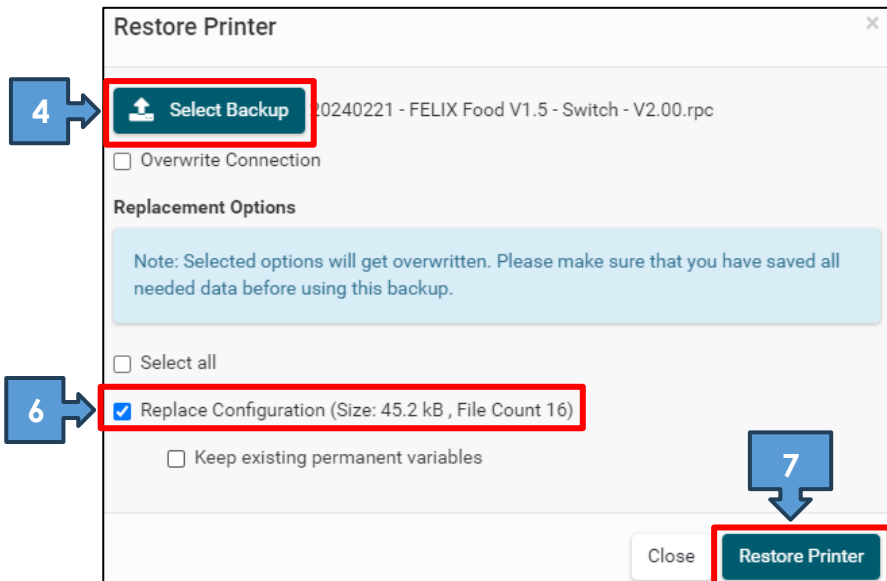 Restore Printer
×
4
Select Backup
20240221 - FELIX Food V1.5 - Switch - V2.00.rpc
Overwrite Connection
Replacement Options
Note: Selected options will get overwritten. Please make sure that you have saved all
needed data before using this backup.
Select all
6
Replace Configuration (Size: 45.2 kB , File Count 16)
Keep existing permanent variables
7
Close
Restore Printer